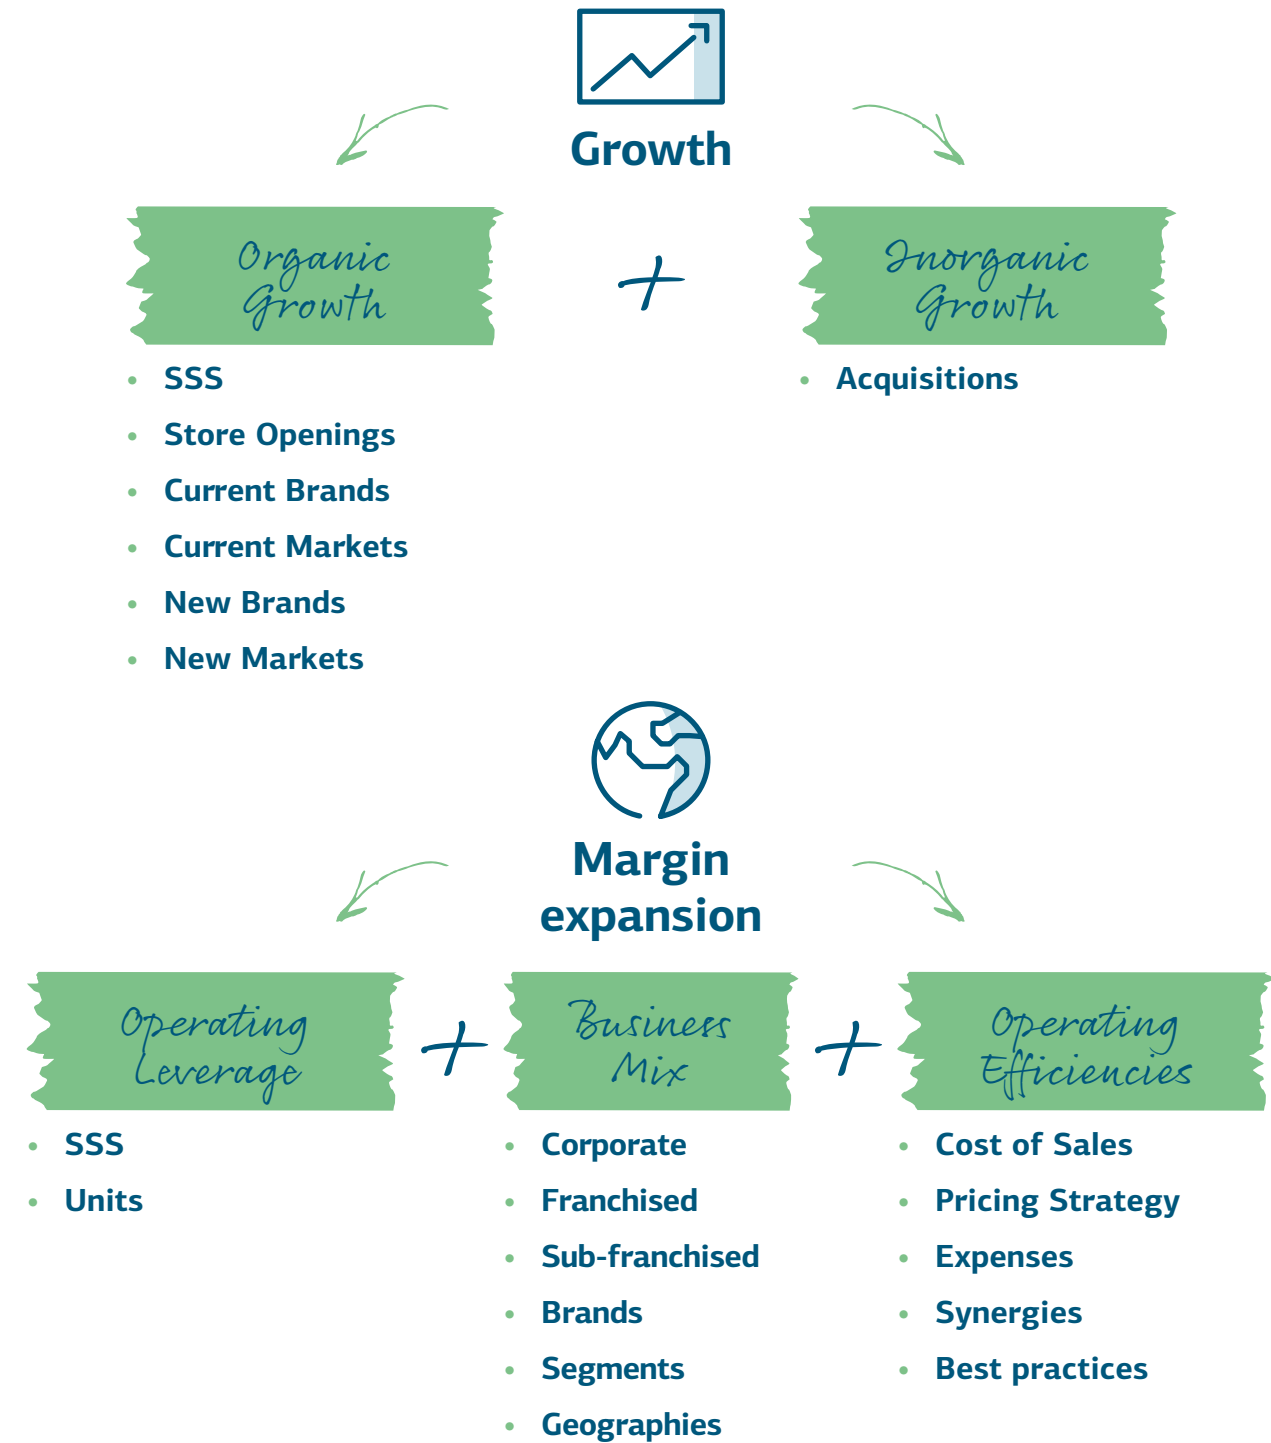 Growth
Organic
Growth
+
Inorganic
Growth
• SSS
• Store Openings
• Current Brands
• Current Markets
• New Brands
• New Markets
• Acquisitions
Margin
expansion
Operating
Leverage
+
Business
Mix
+
Operating
Efficiencies
• SSS
• Units
• Corporate
• Franchised
• Sub-franchised
• Brands
• Segments
• Geographies
• Cost of Sales
• Pricing Strategy
• Expenses
• Synergies
• Best practices